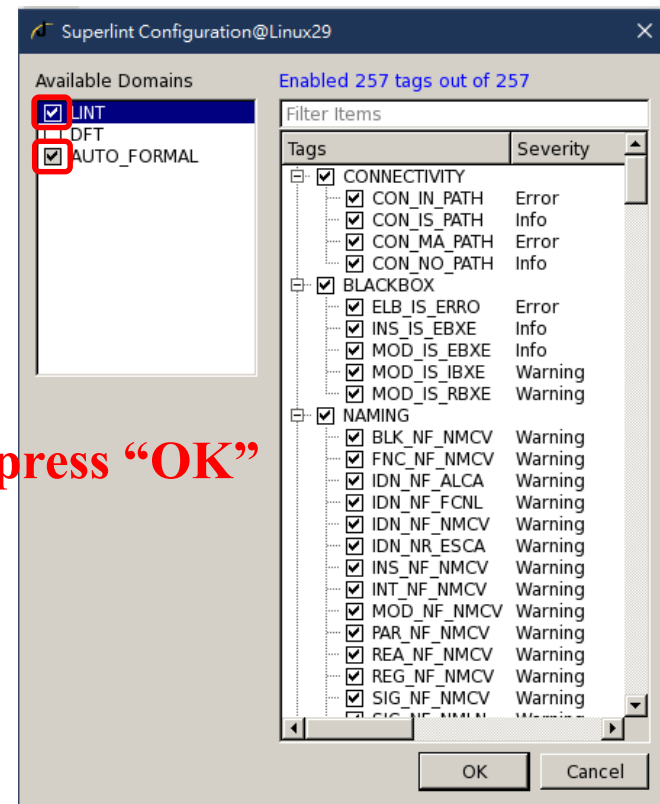 Superlint Configuration@Linux29
Available Domains
LINT
DFT
AUTO_FORMAL
Enabled 257 tags out of 257
Filter Items
Tags Severity
CONNECTIVITY
CON_IN_PATH Error
CON_IS_PATH Info
CON_MA_PATH Error
CON_NO_PATH Info
BLACKBOX
ELB_IS_ERRO Error
INS_IS_EBXE Info
MOD_IS_EBXE Info
MOD_IS_IBXE Warning
MOD_IS_RBXE Warning
NAMING
BLK_NF_NMCV Warning
FNC_NF_NMCV Warning
IDN_NF_ALCA Warning
IDN_NF_FCNL Warning
IDN_NF_NMCV Warning
IDN_NR_ESCA Warning
INS_NF_NMCV Warning
INT_NF_NMCV Warning
MOD_NF_NMCV Warning
PAR_NF_NMCV Warning
REA_NF_NMCV Warning
REG_NF_NMCV Warning
SIG_NF_NMCV Warning
press “OK”
OK Cancel